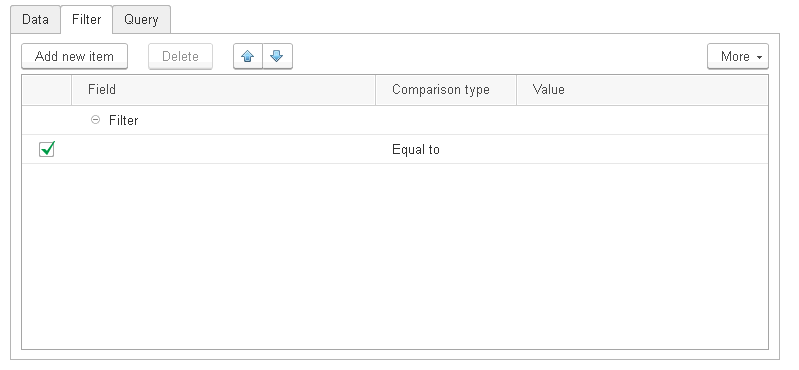 Data Filter Query
Add new item Delete More
Field Comparison type Value
Filter
Equal to